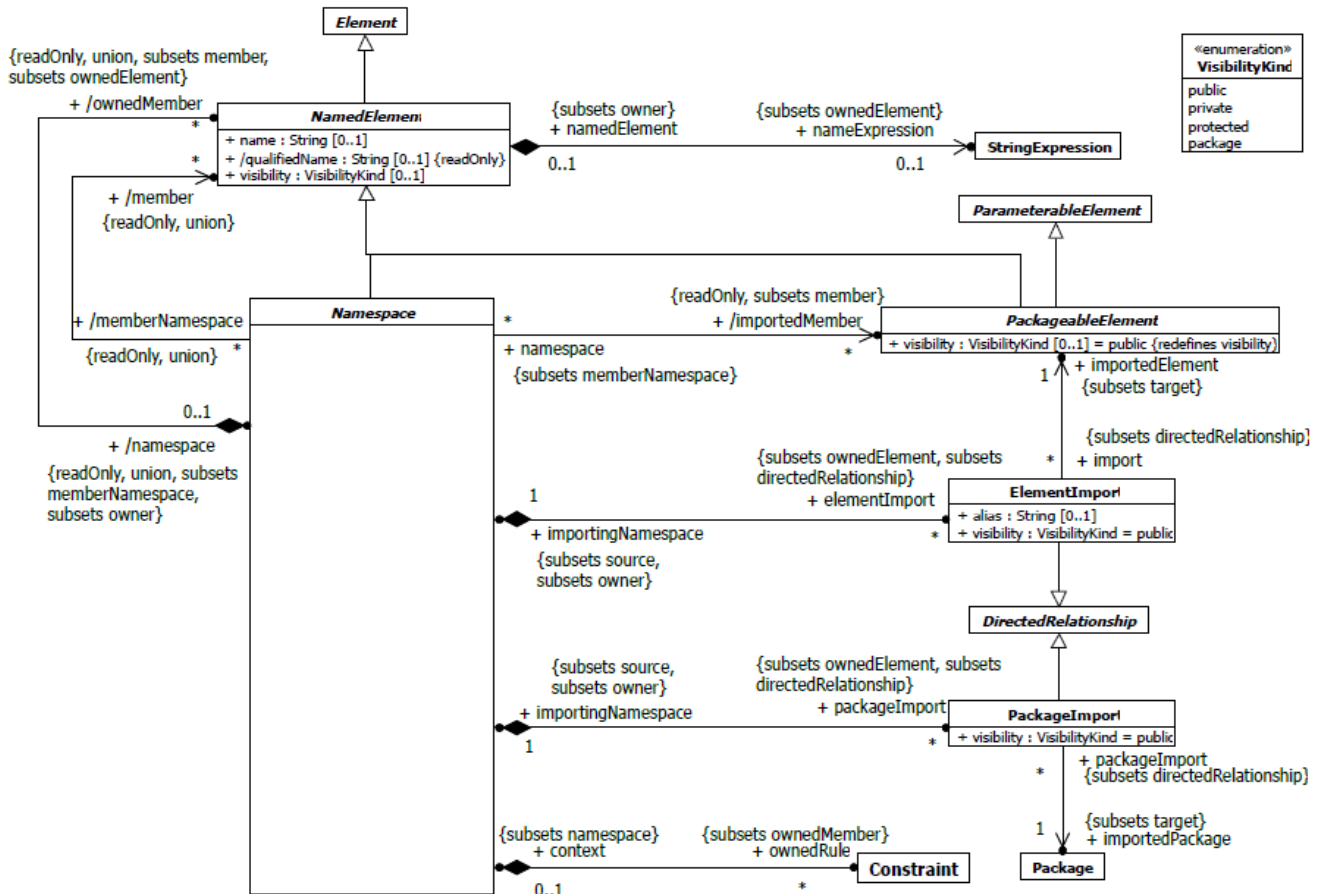 Element
{readOnly, union, subsets member,
subsets ownedElement}
+ /ownedMember
*
NamedElement
+ name : String [0..1]
+ /qualifiedName : String [0..1] {readOnly}
+ visibility : VisibilityKind [0..1]
{subsets owner}
+ namedElement
0..1
{subsets ownedElement}
+ nameExpression
0..1
StringExpression
«enumeration»
VisibilityKind
public
private
protected
package
*
+ /member
{readOnly, union}
ParameterableElement
+ /memberNamespace
{readOnly, union}
*
Namespace
*
+ namespace
{subsets memberNamespace}
{readOnly, subsets member}
+ /importedMember
*
PackageableElement
+ visibility : VisibilityKind [0..1] = public {redefines visibility}
1
+ importedElement
{subsets target}
0..1
+ /namespace
{readOnly, union, subsets
memberNamespace,
subsets owner}
{subsets directedRelationship}
*
+ import
1
+ importingNamespace
{subsets source,
subsets owner}
{subsets ownedElement, subsets
directedRelationship}
+ elementImport
*
ElementImport
+ alias : String [0..1]
+ visibility : VisibilityKind = public
DirectedRelationship
{subsets source,
subsets owner}
+ importingNamespace
1
{subsets ownedElement, subsets
directedRelationship}
+ packageImport
*
PackageImport
+ visibility : VisibilityKind = public
+ packageImport
*
{subsets directedRelationship}
{subsets target}
1
+ importedPackage
Package
{subsets namespace}
+ context
0..1
{subsets ownedMember}
+ ownedRule
*
Constraint